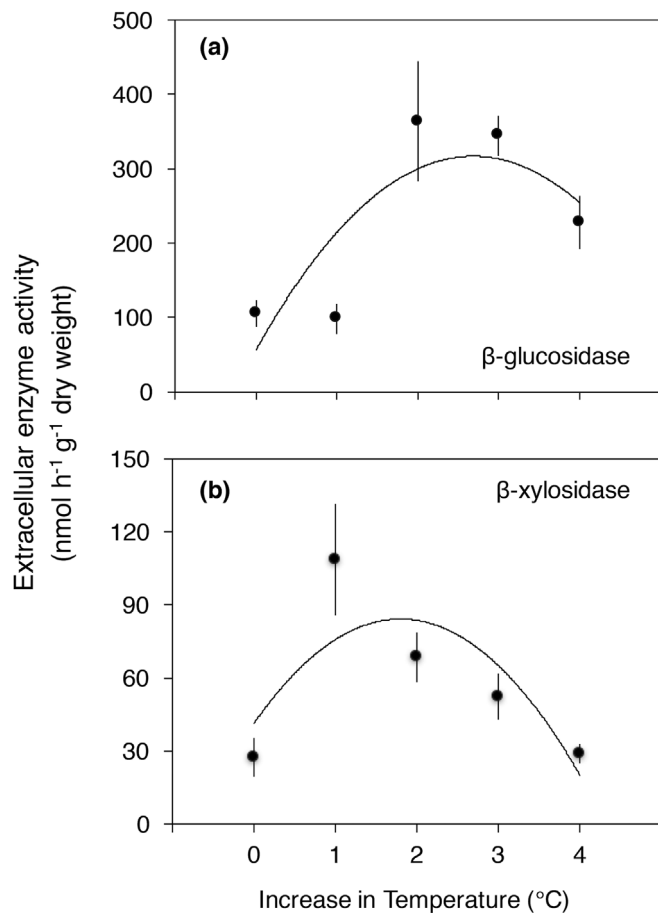 500
400
300
200
100
0
(a)
β-glucosidase
Extracellular enzyme activity
(nmol h⁻¹ g⁻¹ dry weight)
150
120
90
60
30
0
(b)
β-xylosidase
0 1 2 3 4
Increase in Temperature (°C)